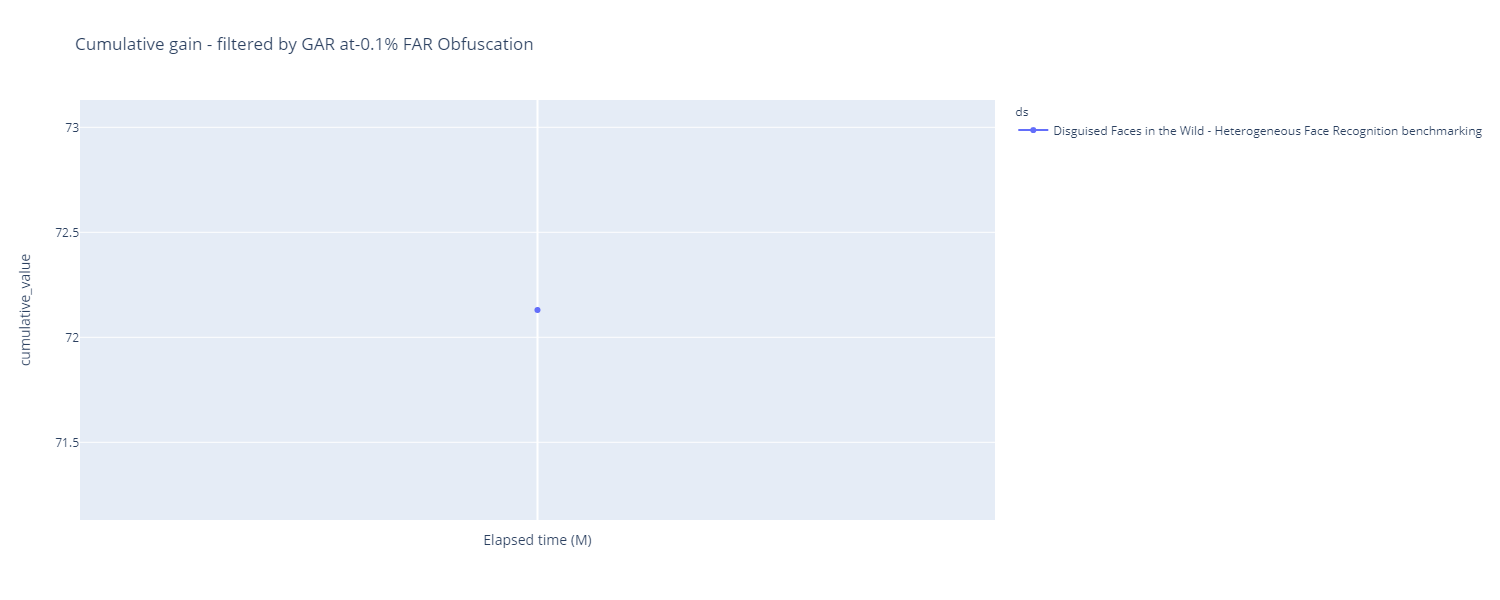 Cumulative gain - filtered by GAR at-0.1% FAR Obfuscation
ds
Disguised Faces in the Wild - Heterogeneous Face Recognition benchmarking
73
72.5
72
71.5
cumulative_value
Elapsed time (M)